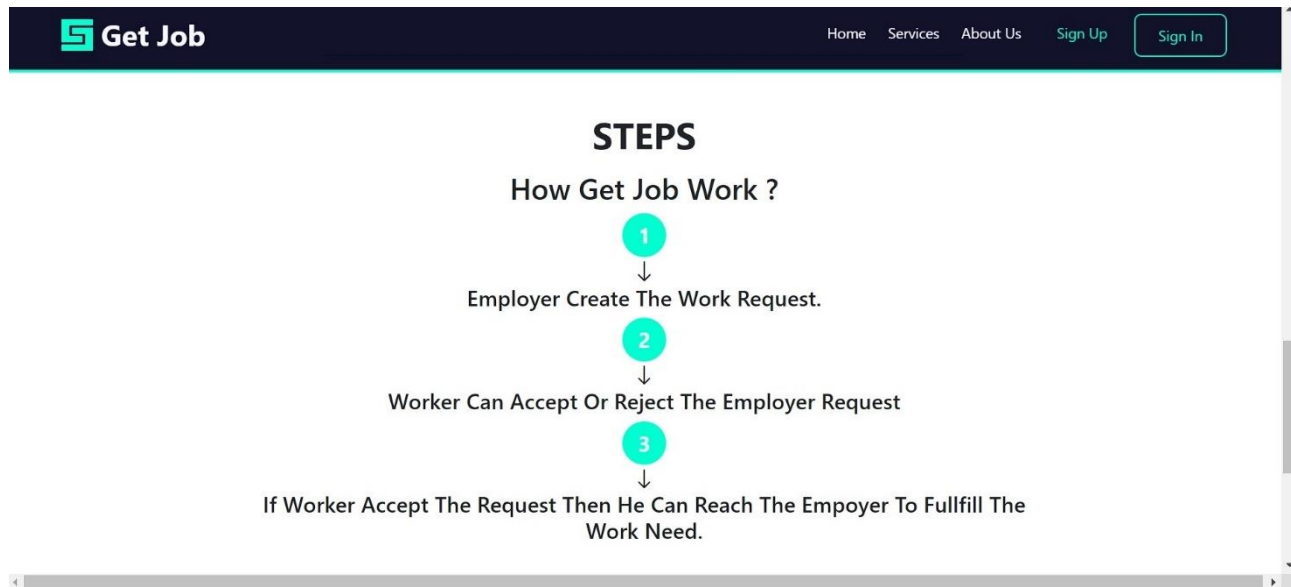 Get Job
Home Services About Us Sign Up Sign In
STEPS
How Get Job Work ?
1
Employer Create The Work Request.
2
Worker Can Accept Or Reject The Employer Request
3
If Worker Accept The Request Then He Can Reach The Empoyer To Fullfill The
Work Need.